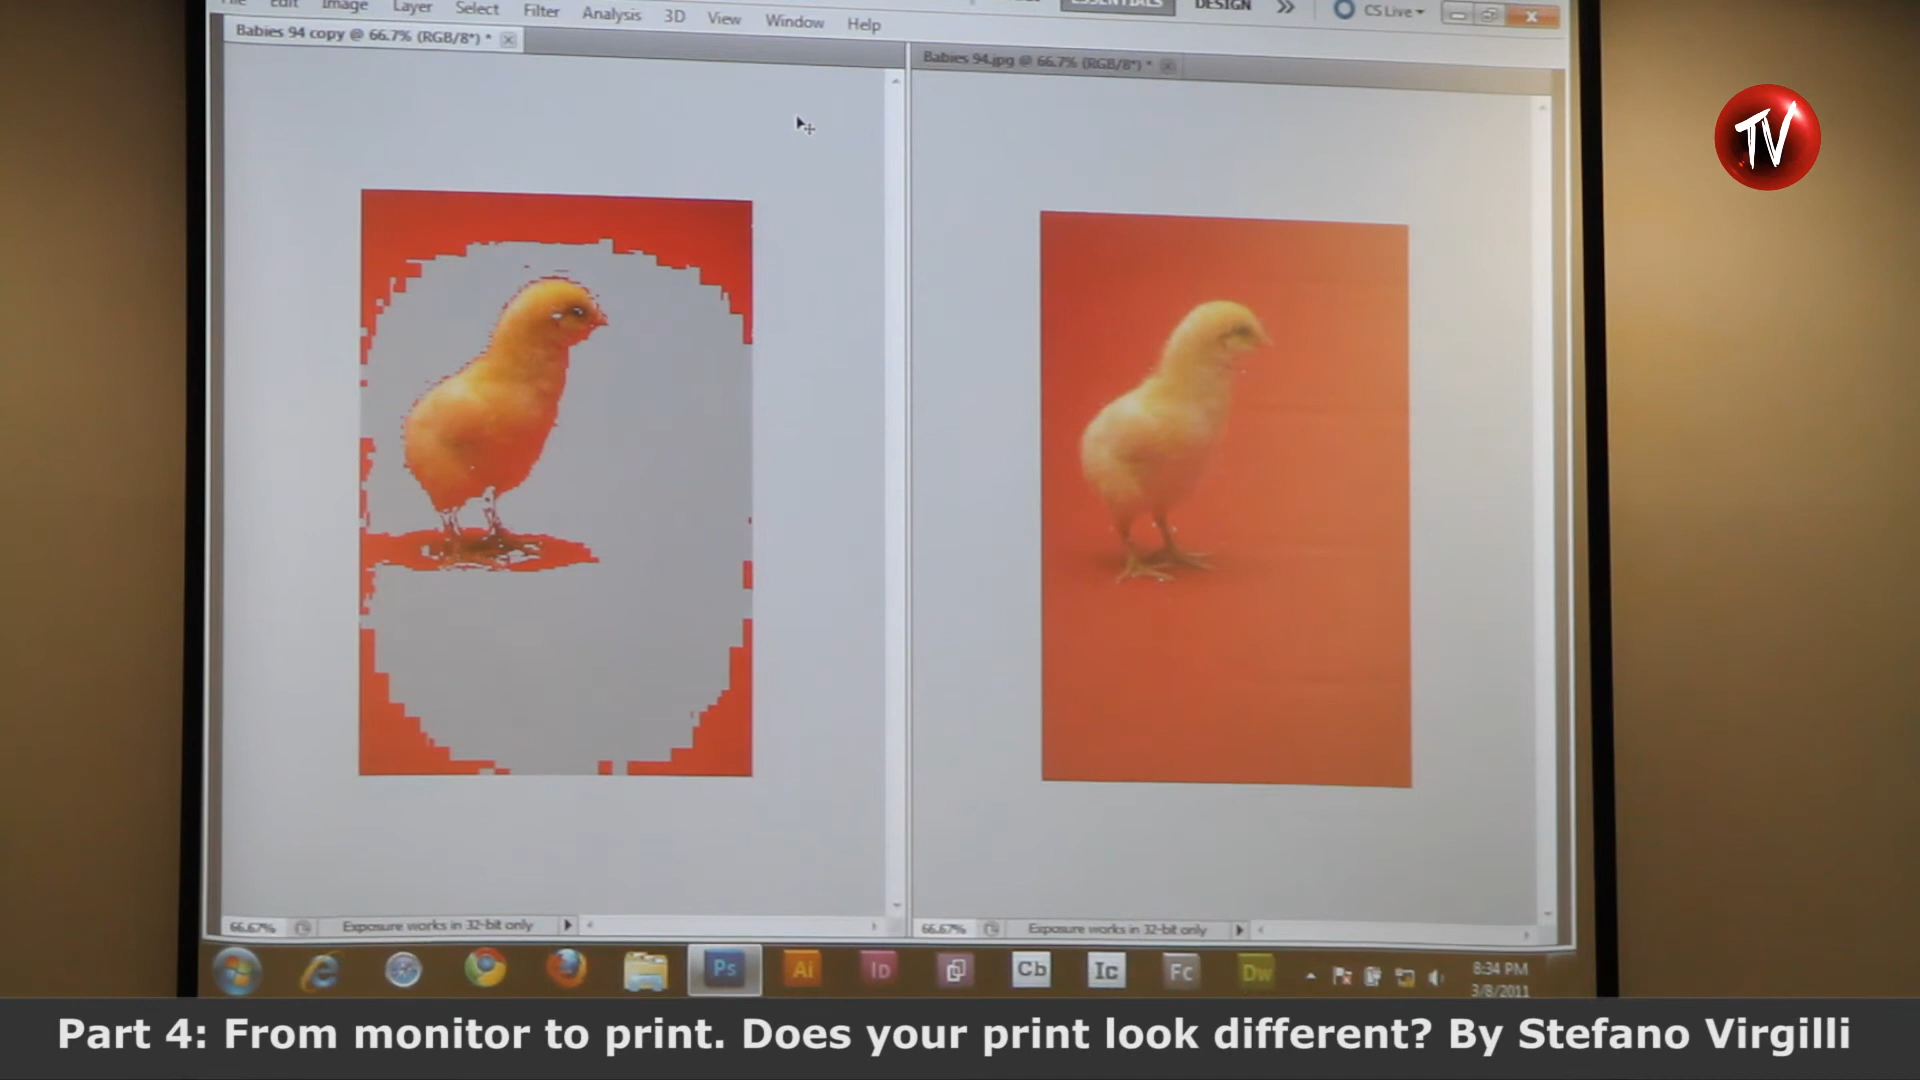 File Edit Image Layer Select Filter Analysis 3D View Window Help
ESSENTIALS DESIGN CS Live
Babies 94 copy @ 66.7% (RGB/8*) *
Babies 94.jpg @ 66.7% (RGB/8*) *
TV
66.67% Exposure works in 32-bit only
66.67% Exposure works in 32-bit only
Ps Ai Id Cb Ic Fc Dw
8:34 PM
3/8/2011
Part 4: From monitor to print. Does your print look different? By Stefano Virgilli